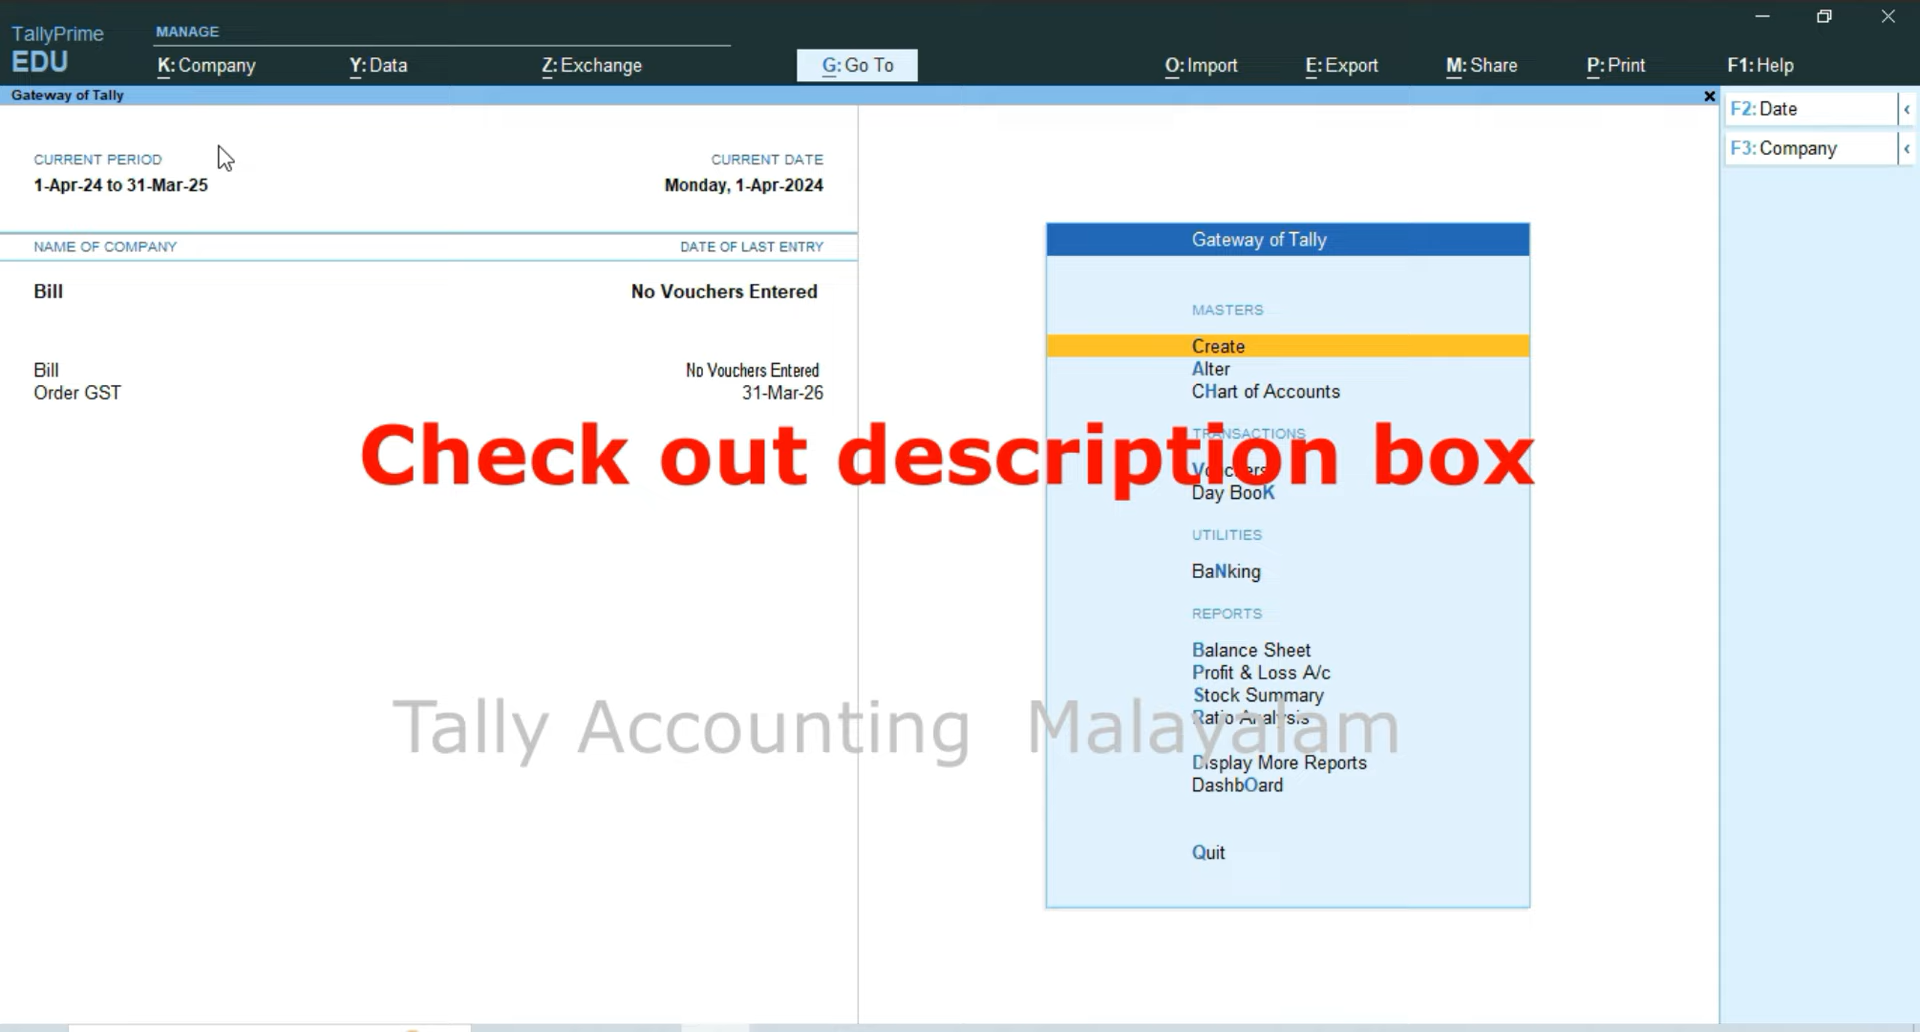 TallyPrime
EDU
MANAGE
K: Company
Y: Data
Z: Exchange
G: Go To
O: Import
E: Export
M: Share
P: Print
F1: Help
Gateway of Tally
F2: Date
F3: Company
CURRENT PERIOD
CURRENT DATE
1-Apr-24 to 31-Mar-25
Monday, 1-Apr-2024
NAME OF COMPANY
DATE OF LAST ENTRY
Bill
No Vouchers Entered
Bill
No Vouchers Entered
Order GST
31-Mar-26
Gateway of Tally
MASTERS
Create
Alter
CHart of Accounts
TRANSACTIONS
Vouchers
Day BooK
UTILITIES
BaNking
REPORTS
Balance Sheet
Profit & Loss A/c
Stock Summary
Ratio Analysis
Display More Reports
DashbOard
Quit
Check out description box
Tally Accounting Malayalam